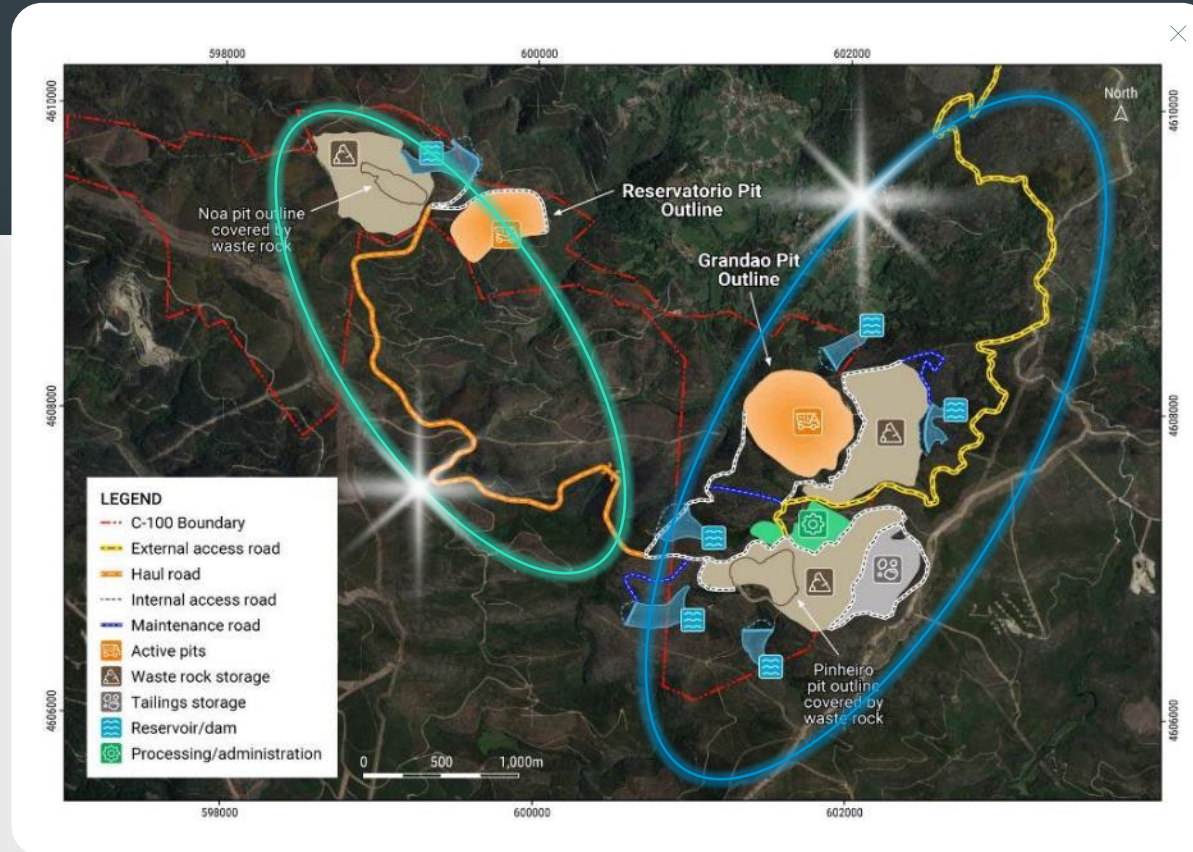 598000
600000
602000
4610000
4610000
North
Reservatorio Pit
Outline
Noa pit outline
covered by
waste rock
Grandao Pit
Outline
4608000
4608000
LEGEND
C-100 Boundary
External access road
Haul road
Internal access road
Maintenance road
Active pits
Waste rock storage
Tailings storage
Reservoir/dam
Processing/administration
Pinheiro
pit outline
covered by
waste rock
4606000
4606000
0 500 1,000m
598000
600000
602000